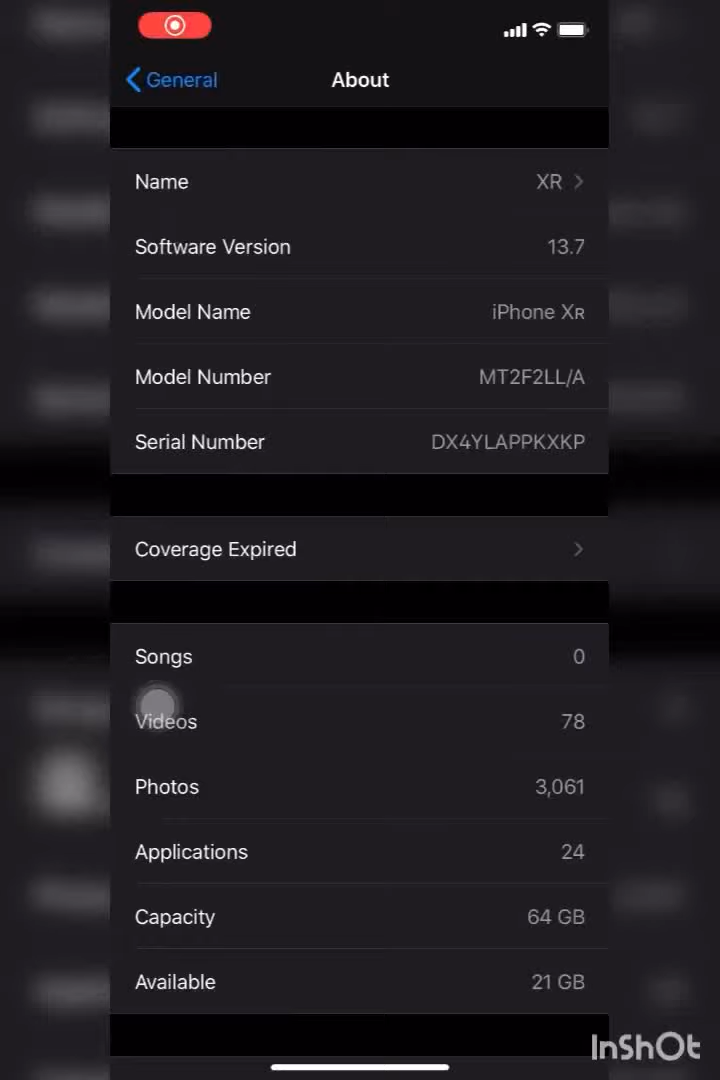 General
About
Name XR
Software Version 13.7
Model Name iPhone XR
Model Number MT2F2LL/A
Serial Number DX4YLAPPKXKP
Coverage Expired
Songs 0
Videos 78
Photos 3,061
Applications 24
Capacity 64 GB
Available 21 GB
InShOt